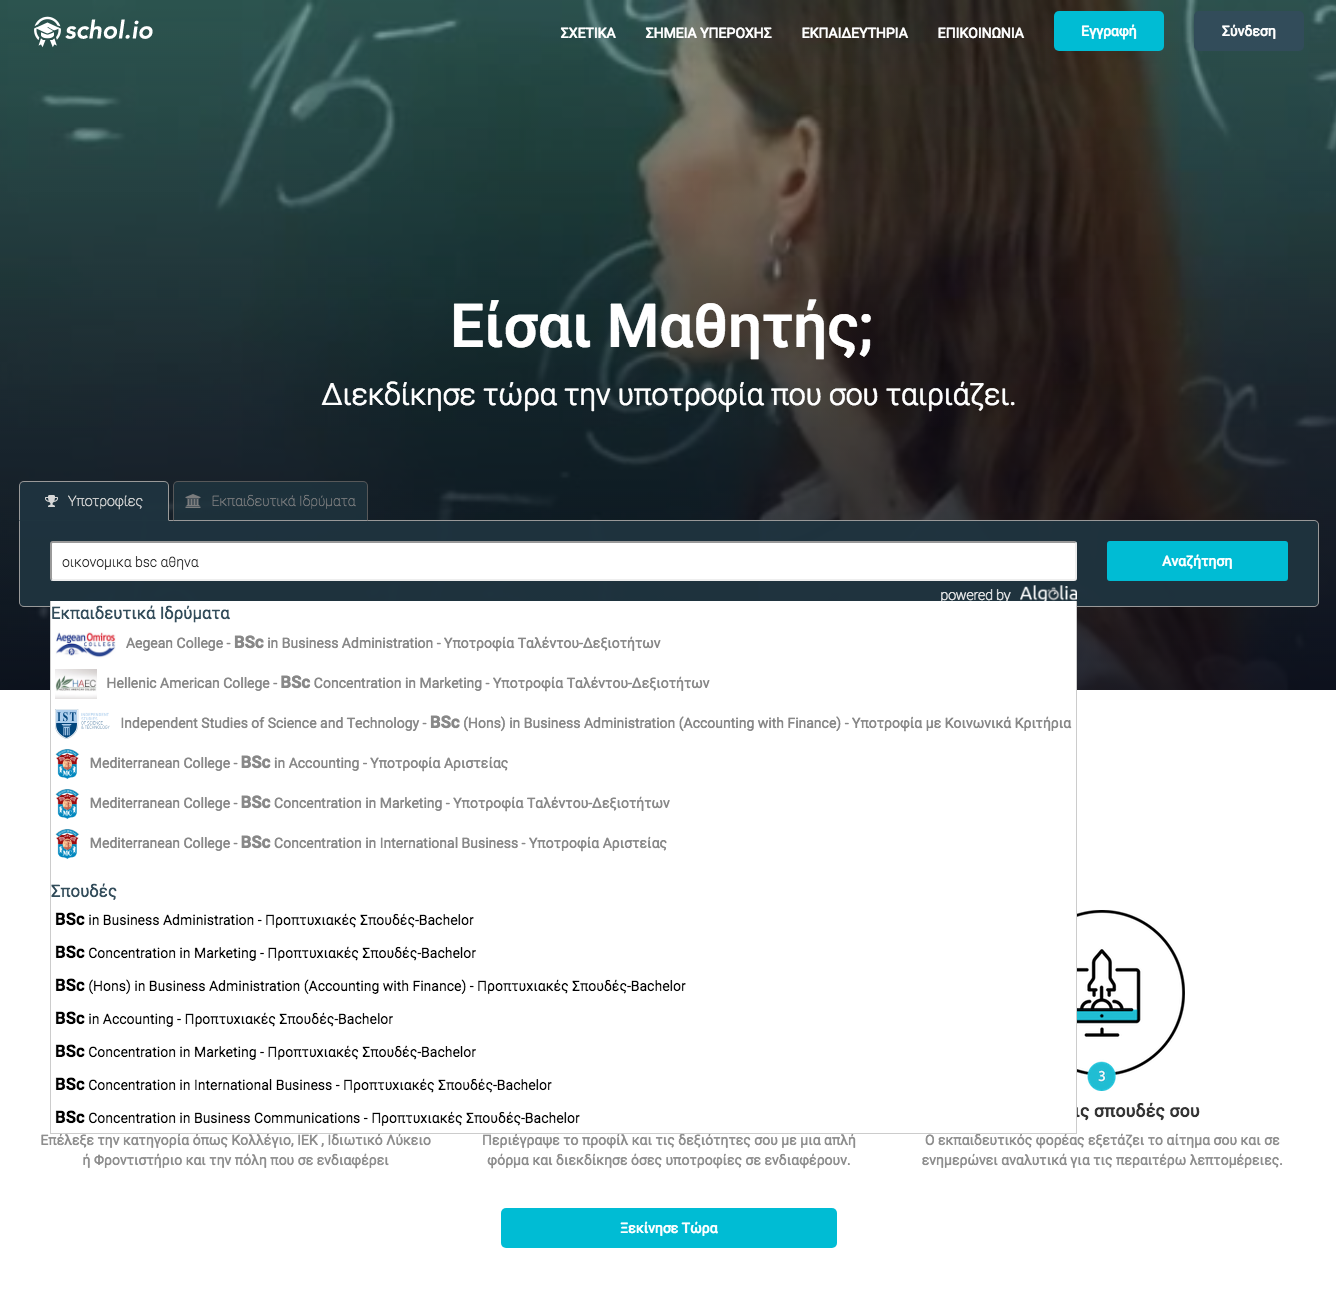 schol.io
ΣΧΕΤΙΚΑ
ΣΗΜΕΙΑ ΥΠΕΡΟΧΗΣ
ΕΚΠΑΙΔΕΥΤΗΡΙΑ
ΕΠΙΚΟΙΝΩΝΙΑ
Εγγραφή
Σύνδεση
= 15
Είσαι Μαθητής;
Διεκδίκησε τώρα την υποτροφία που σου ταιριάζει.
Υποτροφίες
Εκπαιδευτικά Ιδρύματα
οικονομικα bsc αθηνα
Αναζήτηση
powered by Algolia
Εκπαιδευτικά Ιδρύματα
Aegean Omiros COLLEGE
Aegean College - BSc in Business Administration - Υποτροφία Ταλέντου-Δεξιοτήτων
HAEC
Hellenic American College - BSc Concentration in Marketing - Υποτροφία Ταλέντου-Δεξιοτήτων
IST
Independent Studies of Science and Technology - BSc (Hons) in Business Administration (Accounting with Finance) - Υποτροφία με Κοινωνικά Κριτήρια
Mediterranean College - BSc in Accounting - Υποτροφία Αριστείας
Mediterranean College - BSc Concentration in Marketing - Υποτροφία Ταλέντου-Δεξιοτήτων
Mediterranean College - BSc Concentration in International Business - Υποτροφία Αριστείας
Σπουδές
BSc in Business Administration - Προπτυχιακές Σπουδές-Bachelor
BSc Concentration in Marketing - Προπτυχιακές Σπουδές-Bachelor
BSc (Hons) in Business Administration (Accounting with Finance) - Προπτυχιακές Σπουδές-Bachelor
BSc in Accounting - Προπτυχιακές Σπουδές-Bachelor
BSc Concentration in Marketing - Προπτυχιακές Σπουδές-Bachelor
BSc Concentration in International Business - Προπτυχιακές Σπουδές-Bachelor
BSc Concentration in Business Communications - Προπτυχιακές Σπουδές-Bachelor
3
ις σπουδές σου
Επέλεξε την κατηγορία όπως Κολλέγιο, ΙΕΚ , Ιδιωτικό Λύκειο
ή Φροντιστήριο και την πόλη που σε ενδιαφέρει
Περιέγραψε το προφίλ και τις δεξιότητες σου με μια απλή
φόρμα και διεκδίκησε όσες υποτροφίες σε ενδιαφέρουν.
Ο εκπαιδευτικός φορέας εξετάζει το αίτημα σου και σε
ενημερώνει αναλυτικά για τις περαιτέρω λεπτομέρειες.
Ξεκίνησε Τώρα